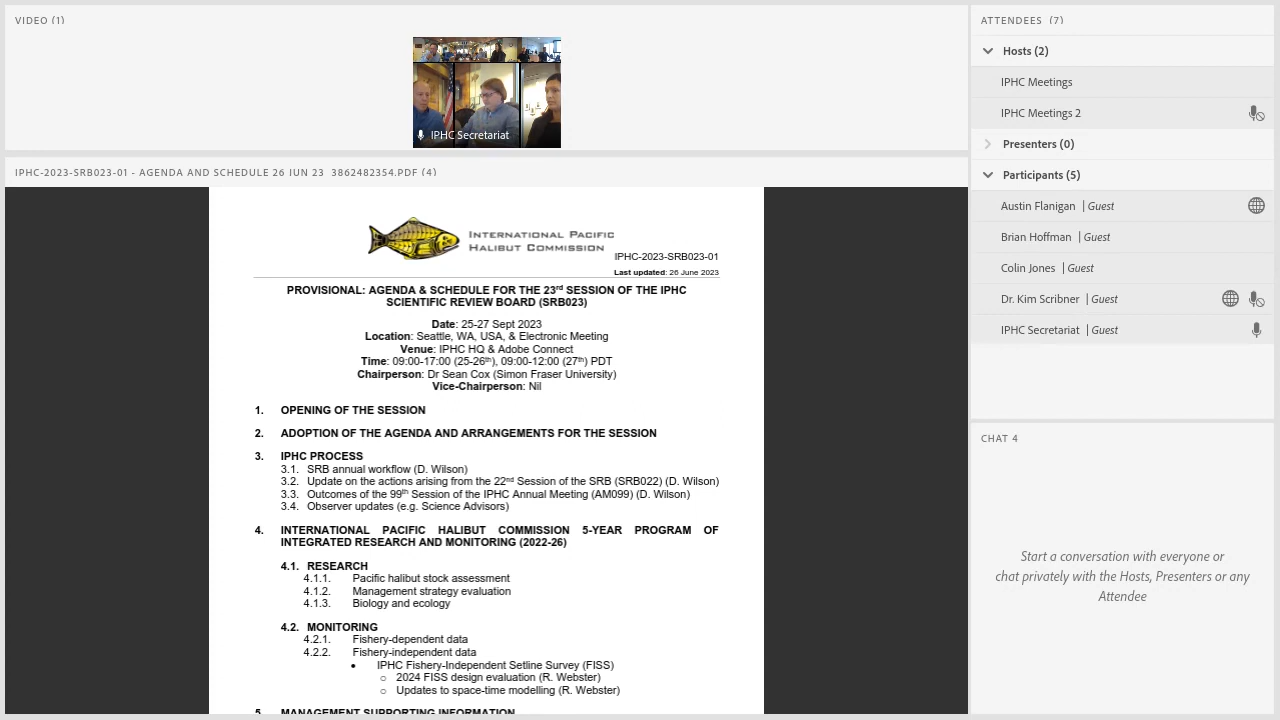 VIDEO (1)
IPHC Secretariat
IPHC-2023-SRB023-01 - AGENDA AND SCHEDULE 26 JUN 23_3862482354.PDF (4)
INTERNATIONAL PACIFIC
HALIBUT COMMISSION
IPHC-2023-SRB023-01
Last updated: 26 June 2023
PROVISIONAL: AGENDA & SCHEDULE FOR THE 23rd SESSION OF THE IPHC
SCIENTIFIC REVIEW BOARD (SRB023)
Date: 25-27 Sept 2023
Location: Seattle, WA, USA, & Electronic Meeting
Venue: IPHC HQ & Adobe Connect
Time: 09:00-17:00 (25-26th), 09:00-12:00 (27th) PDT
Chairperson: Dr Sean Cox (Simon Fraser University)
Vice-Chairperson: Nil
1. OPENING OF THE SESSION
2. ADOPTION OF THE AGENDA AND ARRANGEMENTS FOR THE SESSION
3. IPHC PROCESS
3.1. SRB annual workflow (D. Wilson)
3.2. Update on the actions arising from the 22nd Session of the SRB (SRB022) (D. Wilson)
3.3. Outcomes of the 99th Session of the IPHC Annual Meeting (AM099) (D. Wilson)
3.4. Observer updates (e.g. Science Advisors)
4. INTERNATIONAL PACIFIC HALIBUT COMMISSION 5-YEAR PROGRAM OF
INTEGRATED RESEARCH AND MONITORING (2022-26)
4.1. RESEARCH
4.1.1. Pacific halibut stock assessment
4.1.2. Management strategy evaluation
4.1.3. Biology and ecology
4.2. MONITORING
4.2.1. Fishery-dependent data
4.2.2. Fishery-independent data
• IPHC Fishery-Independent Setline Survey (FISS)
○ 2024 FISS design evaluation (R. Webster)
○ Updates to space-time modelling (R. Webster)
5. MANAGEMENT SUPPORTING INFORMATION
ATTENDEES (7)
Hosts (2)
IPHC Meetings
IPHC Meetings 2
Presenters (0)
Participants (5)
Austin Flanigan | Guest
Brian Hoffman | Guest
Colin Jones | Guest
Dr. Kim Scribner | Guest
IPHC Secretariat | Guest
CHAT 4
Start a conversation with everyone or
chat privately with the Hosts, Presenters or any
Attendee